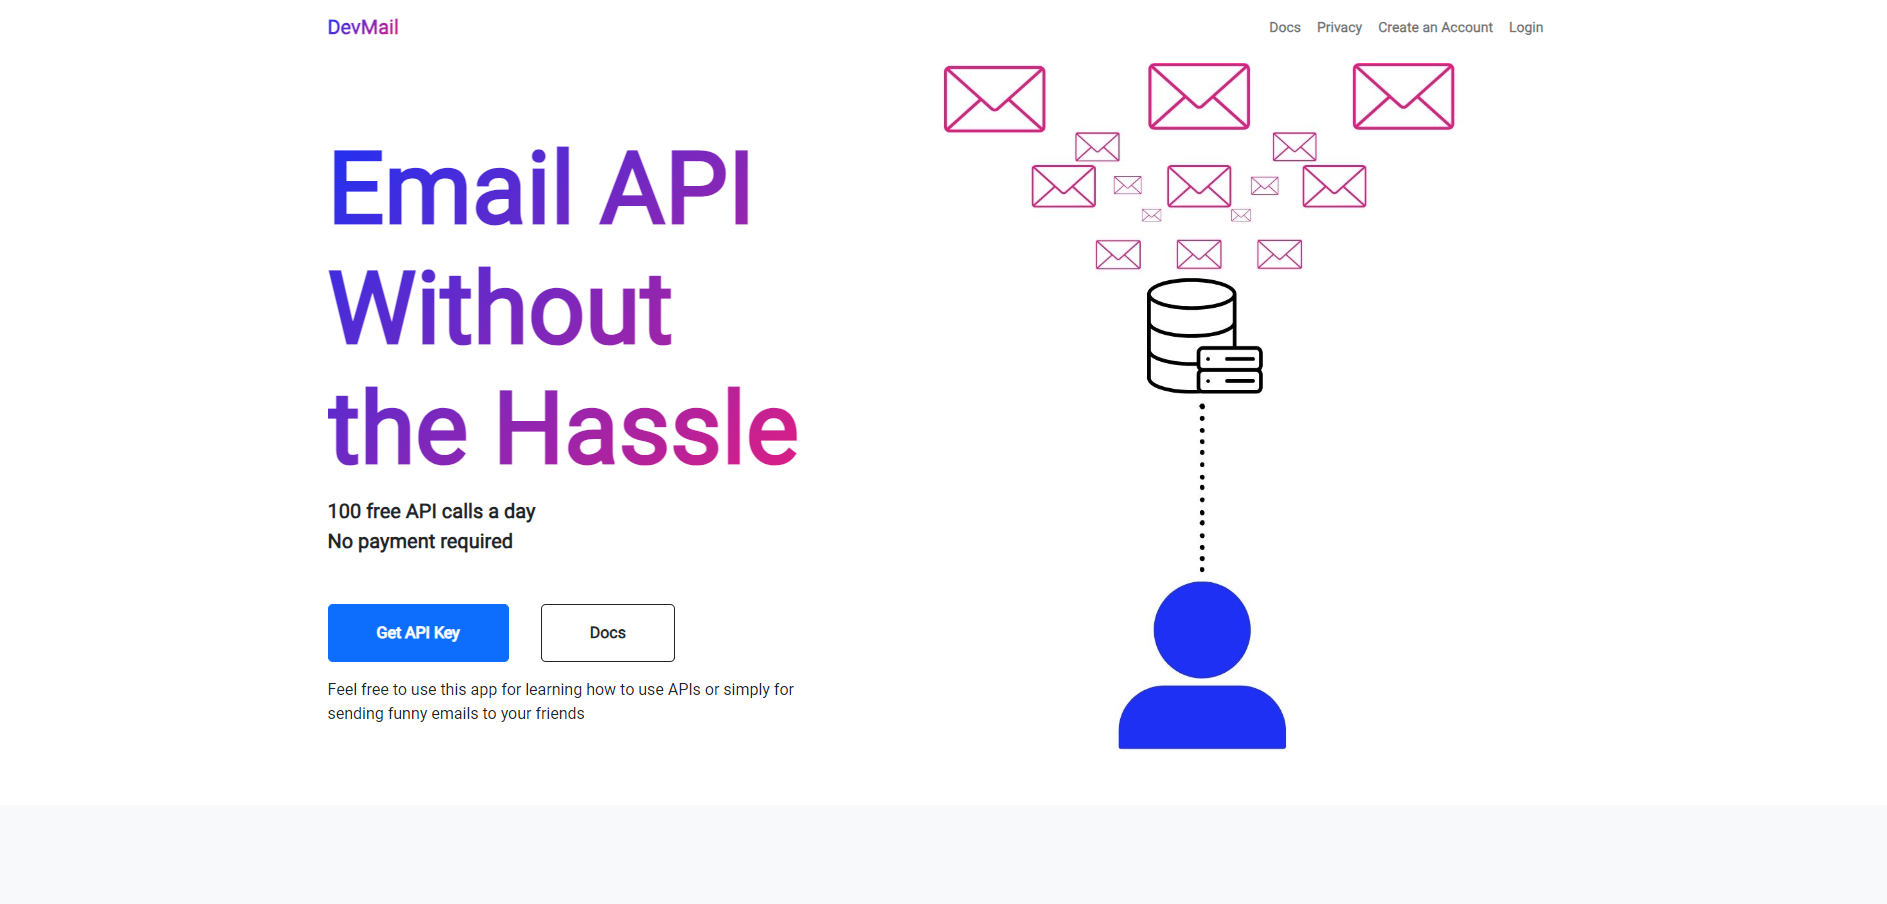 DevMail
Docs
Privacy
Create an Account
Login
Email API
Without
the Hassle
100 free API calls a day
No payment required
Get API Key
Docs
Feel free to use this app for learning how to use APIs or simply for
sending funny emails to your friends